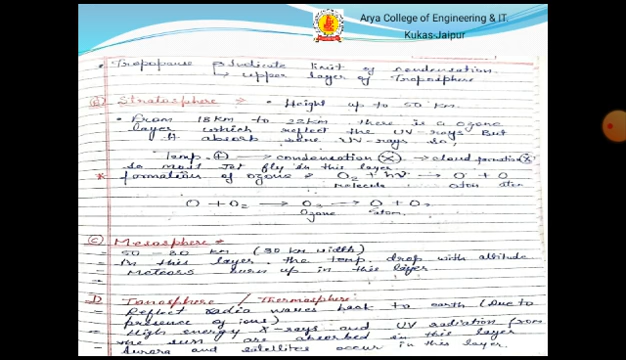 Arya College of Engineering & IT
Kukas-Jaipur
• Tropopause → Indicate limit of condensation.
↳ upper layer of Troposphere
(B) Stratosphere → • Height up to 50 km.
• From 18km to 22km there is a ozone
layer which reflect the UV-rays. But
it absorb some UV-rays so,
Temp (+) → condensation (X) → cloud formation (X)
so most Jet fly in this layer.
* formation of ozone → O2 + hν → O + O
molecule atom atom
O + O2 → O3 → O + O2
Ozone atom
(C) Mesosphere →
- 50 - 80 km (30 km width)
- In this layer, the temp. drop with altitude
- Meteors burn up in this layer.
Ionosphere / Thermosphere
- Reflect radio waves back to earth (Due to
presence of ions)
- High energy X-rays and UV radiation from
the sun are absorbed in this layer
- Aurora and satellites occur in this layer.